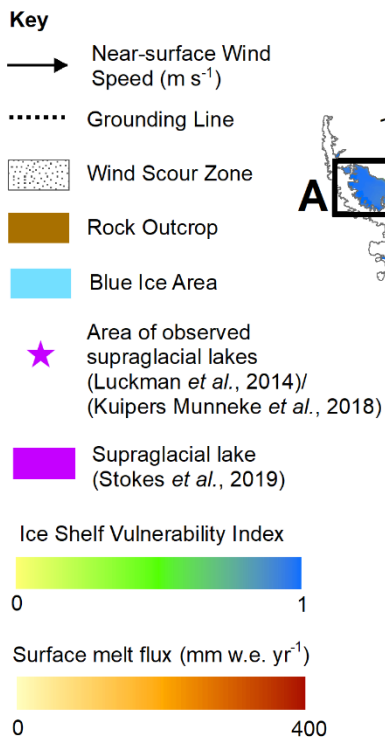 Key
Near-surface Wind
Speed (m s⁻¹)
Grounding Line
Wind Scour Zone
Rock Outcrop
Blue Ice Area
Area of observed
supraglacial lakes
(Luckman et al., 2014)/
(Kuipers Munneke et al., 2018)
Supraglacial lake
(Stokes et al., 2019)
Ice Shelf Vulnerability Index
0 1
Surface melt flux (mm w.e. yr⁻¹)
0 400
A